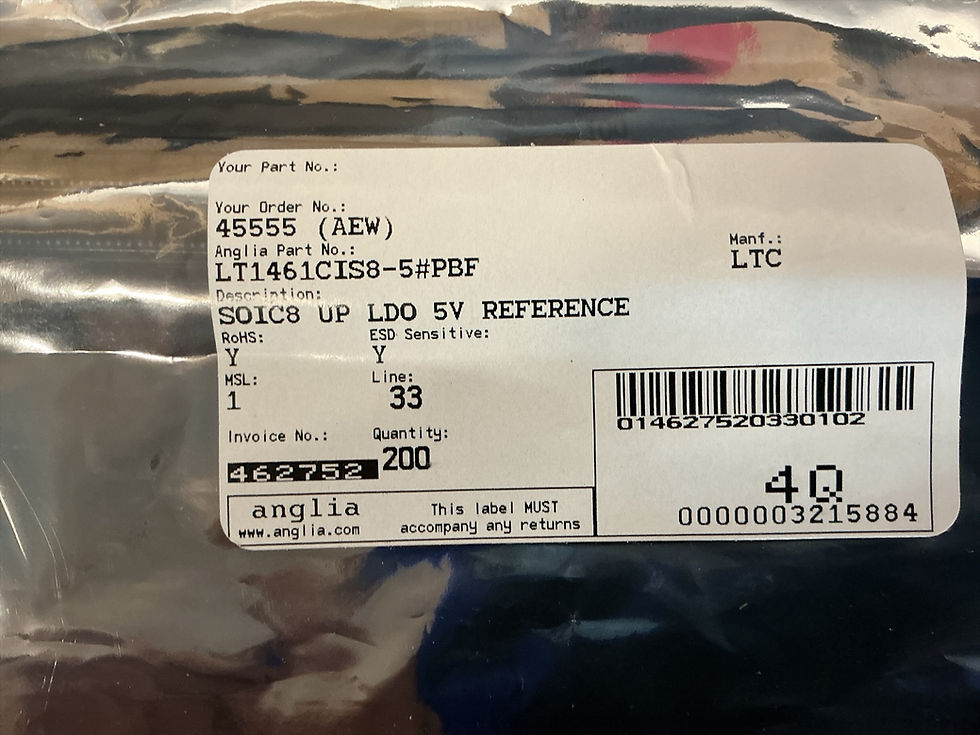 Your Part No.:
Your Order No.:
45555 (AEW)
Anglia Part No.:
LT1461CIS8-5#PBF
Manf.:
LTC
Description:
SOIC8 UP LDO 5V REFERENCE
RoHS:
Y
ESD Sensitive:
Y
MSL:
1
Line:
33
Invoice No.:
462752
Quantity:
200
014627520330102
4Q
0000003215884
anglia
www.anglia.com
This label MUST
accompany any returns